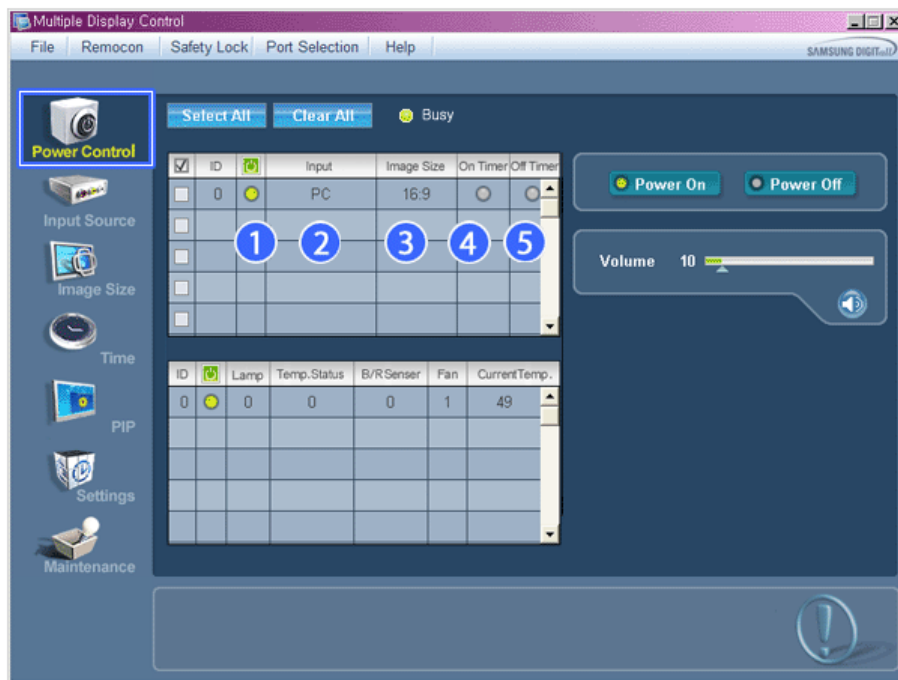 Multiple Display Control
File Remocon Safety Lock Port Selection Help
SAMSUNG DIGITall
Select All Clear All Busy
Power Control
ID Input Image Size On Timer Off Timer
0 PC 16:9
Power On Power Off
Input Source
1 2 3 4 5
Volume 10
Image Size
Time
ID Lamp Temp.Status B/RSenser Fan CurrentTemp.
0 0 0 0 1 49
PIP
Settings
Maintenance